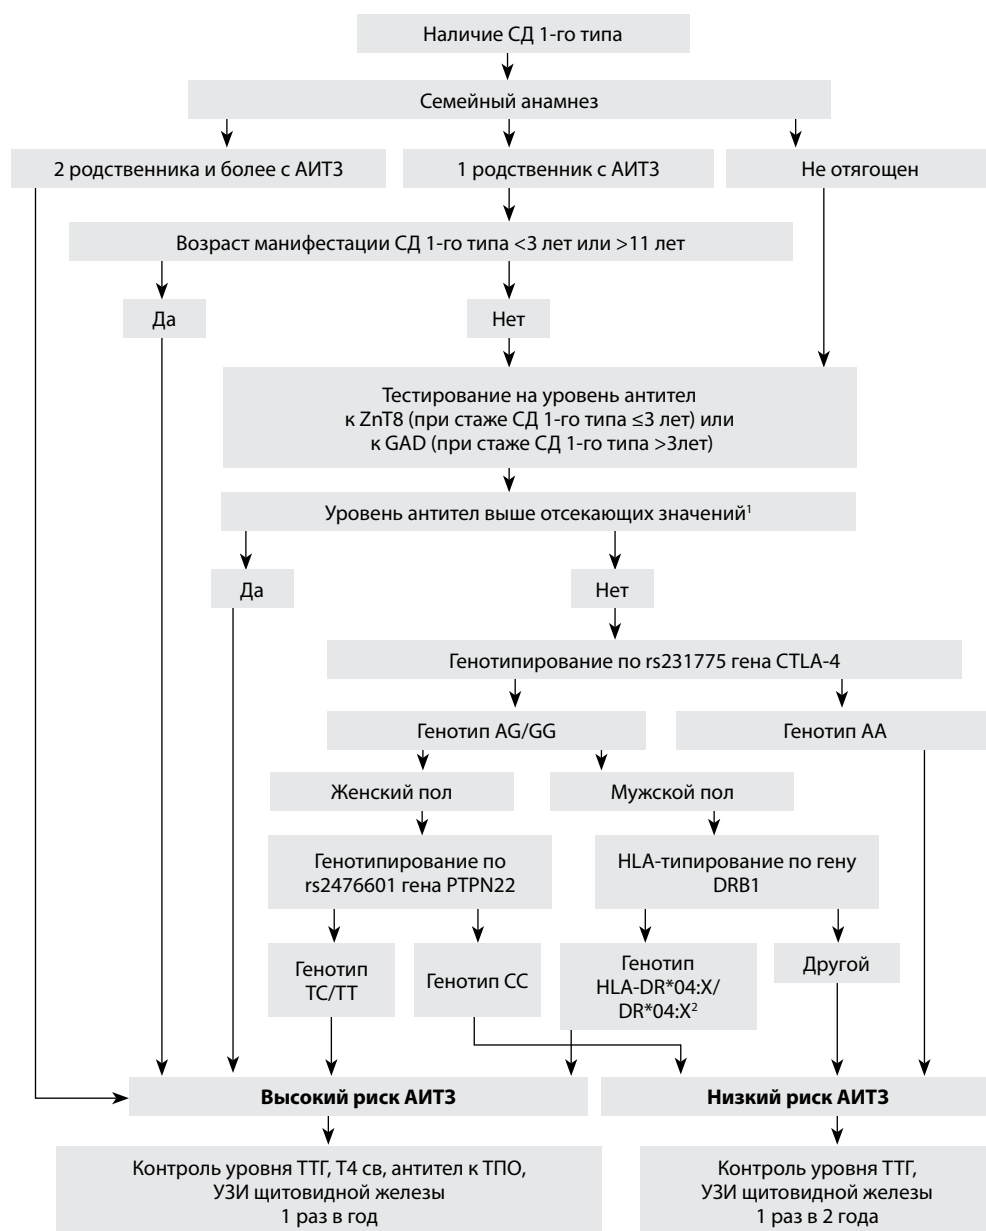 Наличие СД 1-го типа
Семейный анамнез
2 родственника и более с АИТЗ
1 родственник с АИТЗ
Не отягощен
Возраст манифестации СД 1-го типа <3 лет или >11 лет
Да
Нет
Тестирование на уровень антител
к ZnT8 (при стаже СД 1-го типа ≤3 лет) или
к GAD (при стаже СД 1-го типа >3лет)
Уровень антител выше отсекающих значений¹
Да
Нет
Генотипирование по rs231775 гена CTLA-4
Генотип AG/GG
Генотип АА
Женский пол
Мужской пол
Генотипирование по
rs2476601 гена PTPN22
HLA-типирование по гену
DRB1
Генотип
TC/TT
Генотип СС
Генотип
HLA-DR*04:X/
DR*04:X²
Другой
Высокий риск АИТЗ
Низкий риск АИТЗ
Контроль уровня ТТГ, Т4 св, антител к ТПО,
УЗИ щитовидной железы
1 раз в год
Контроль уровня ТТГ,
УЗИ щитовидной железы
1 раз в 2 года